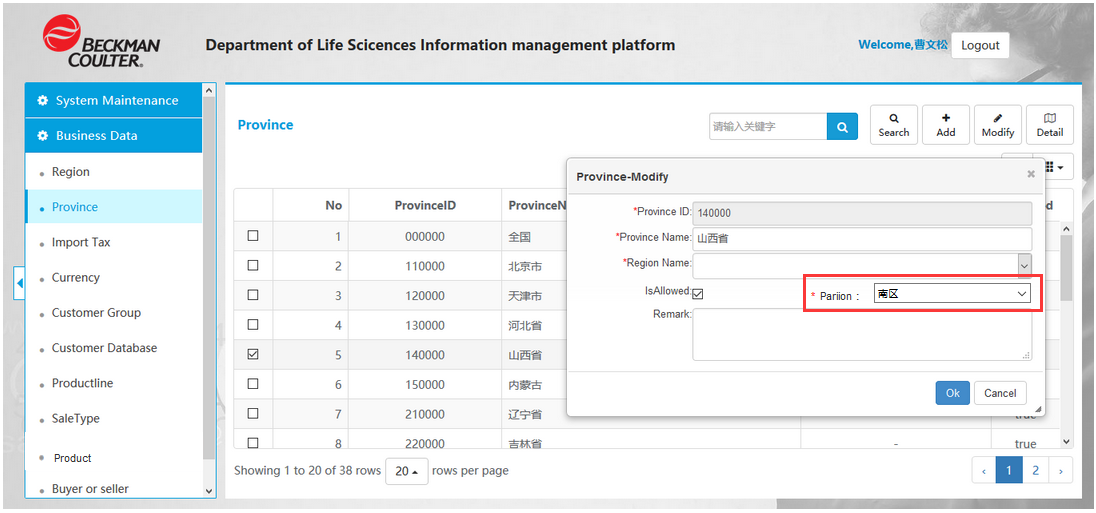 BECKMAN
COULTER.
Department of Life Scicences Information management platform
Welcome,曹文松
Logout
System Maintenance
Business Data
Region
Province
Import Tax
Currency
Customer Group
Customer Database
Productline
SaleType
Product
Buyer or seller
Province
请输入关键字
Search
Add
Modify
Detail
No ProvinceID ProvinceN
1 000000 全国
2 110000 北京市
3 120000 天津市
4 130000 河北省
5 140000 山西省
6 150000 内蒙古
7 210000 辽宁省 true
8 220000 吉林省 - true
Province-Modify
*Province ID: 140000
*Province Name: 山西省
*Region Name:
IsAllowed:
* Pariion : 南区
Remark:
Ok Cancel
Showing 1 to 20 of 38 rows 20 rows per page
‹ 1 2 ›